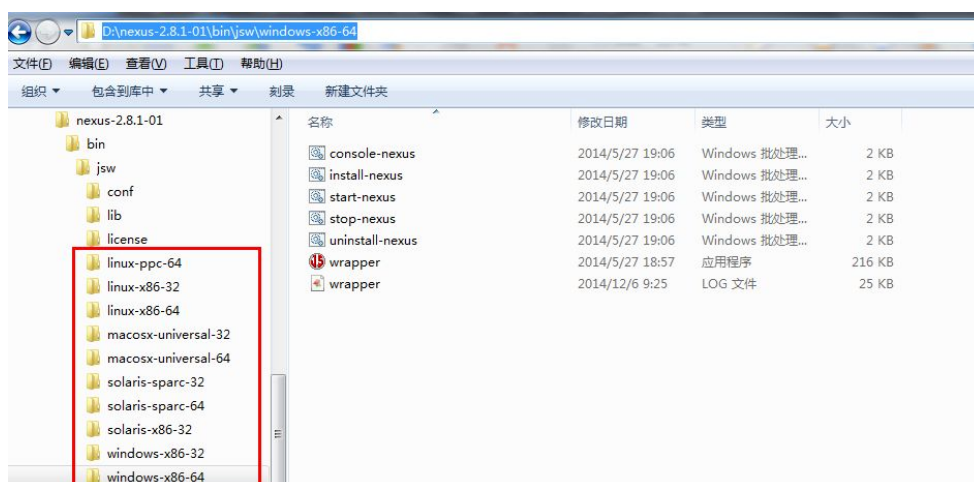 D:\nexus-2.8.1-01\bin\jsw\windows-x86-64
文件(F) 编辑(E) 查看(V) 工具(T) 帮助(H)
组织 包含到库中 共享 刻录 新建文件夹
nexus-2.8.1-01
bin
jsw
conf
lib
license
linux-ppc-64
linux-x86-32
linux-x86-64
macosx-universal-32
macosx-universal-64
solaris-sparc-32
solaris-sparc-64
solaris-x86-32
windows-x86-32
windows-x86-64
名称 修改日期 类型 大小
console-nexus 2014/5/27 19:06 Windows 批处理... 2 KB
install-nexus 2014/5/27 19:06 Windows 批处理... 2 KB
start-nexus 2014/5/27 19:06 Windows 批处理... 2 KB
stop-nexus 2014/5/27 19:06 Windows 批处理... 2 KB
uninstall-nexus 2014/5/27 19:06 Windows 批处理... 2 KB
wrapper 2014/5/27 18:57 应用程序 216 KB
wrapper 2014/12/6 9:25 LOG 文件 25 KB